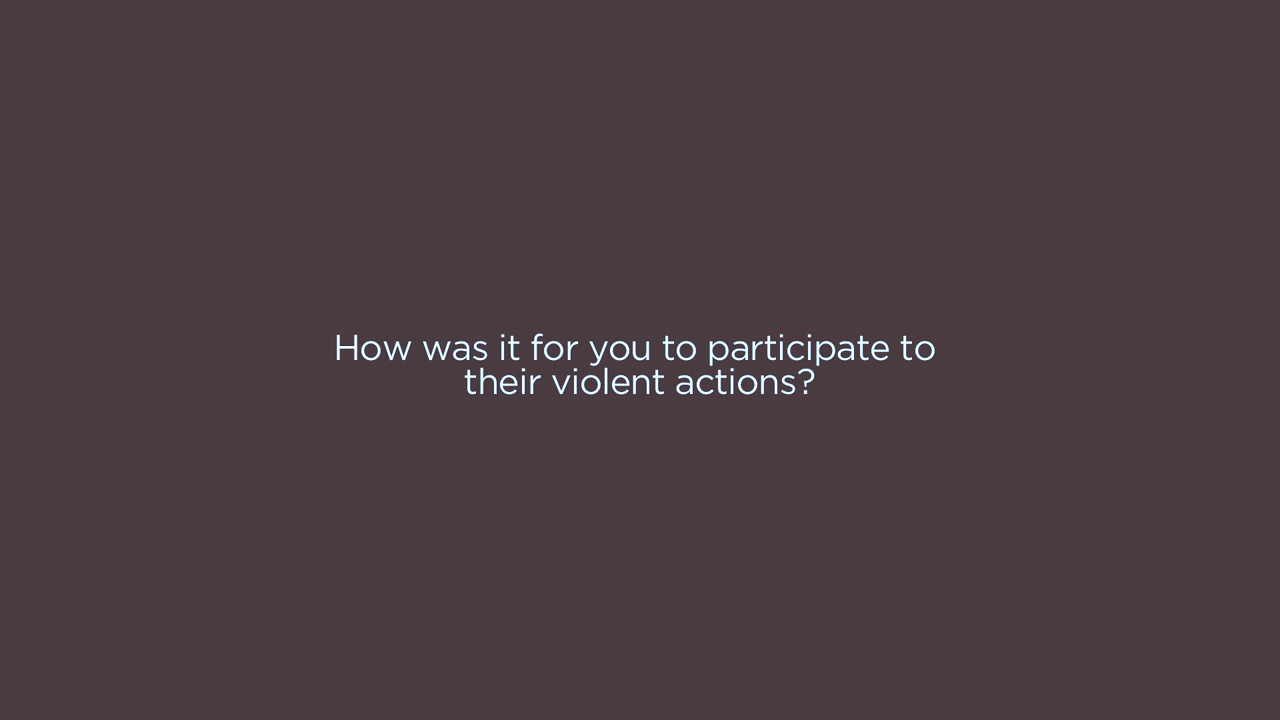 How was it for you to participate to
their violent actions?